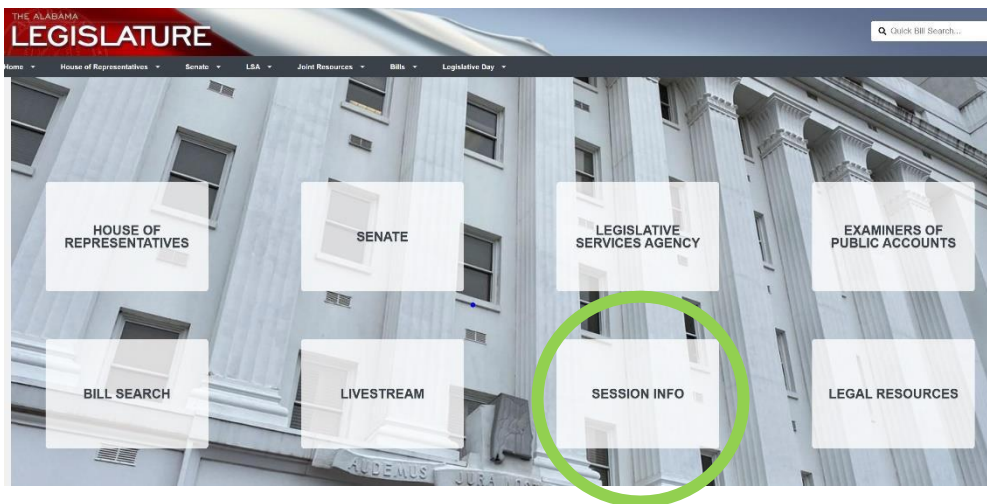 THE ALABAMA
LEGISLATURE
Quick Bill Search...
Home House of Representatives Senate LSA Joint Resources Bills Legislative Day
HOUSE OF
REPRESENTATIVES
SENATE
LEGISLATIVE
SERVICES AGENCY
EXAMINERS OF
PUBLIC ACCOUNTS
BILL SEARCH
LIVESTREAM
SESSION INFO
LEGAL RESOURCES
AUDEMUS JURA